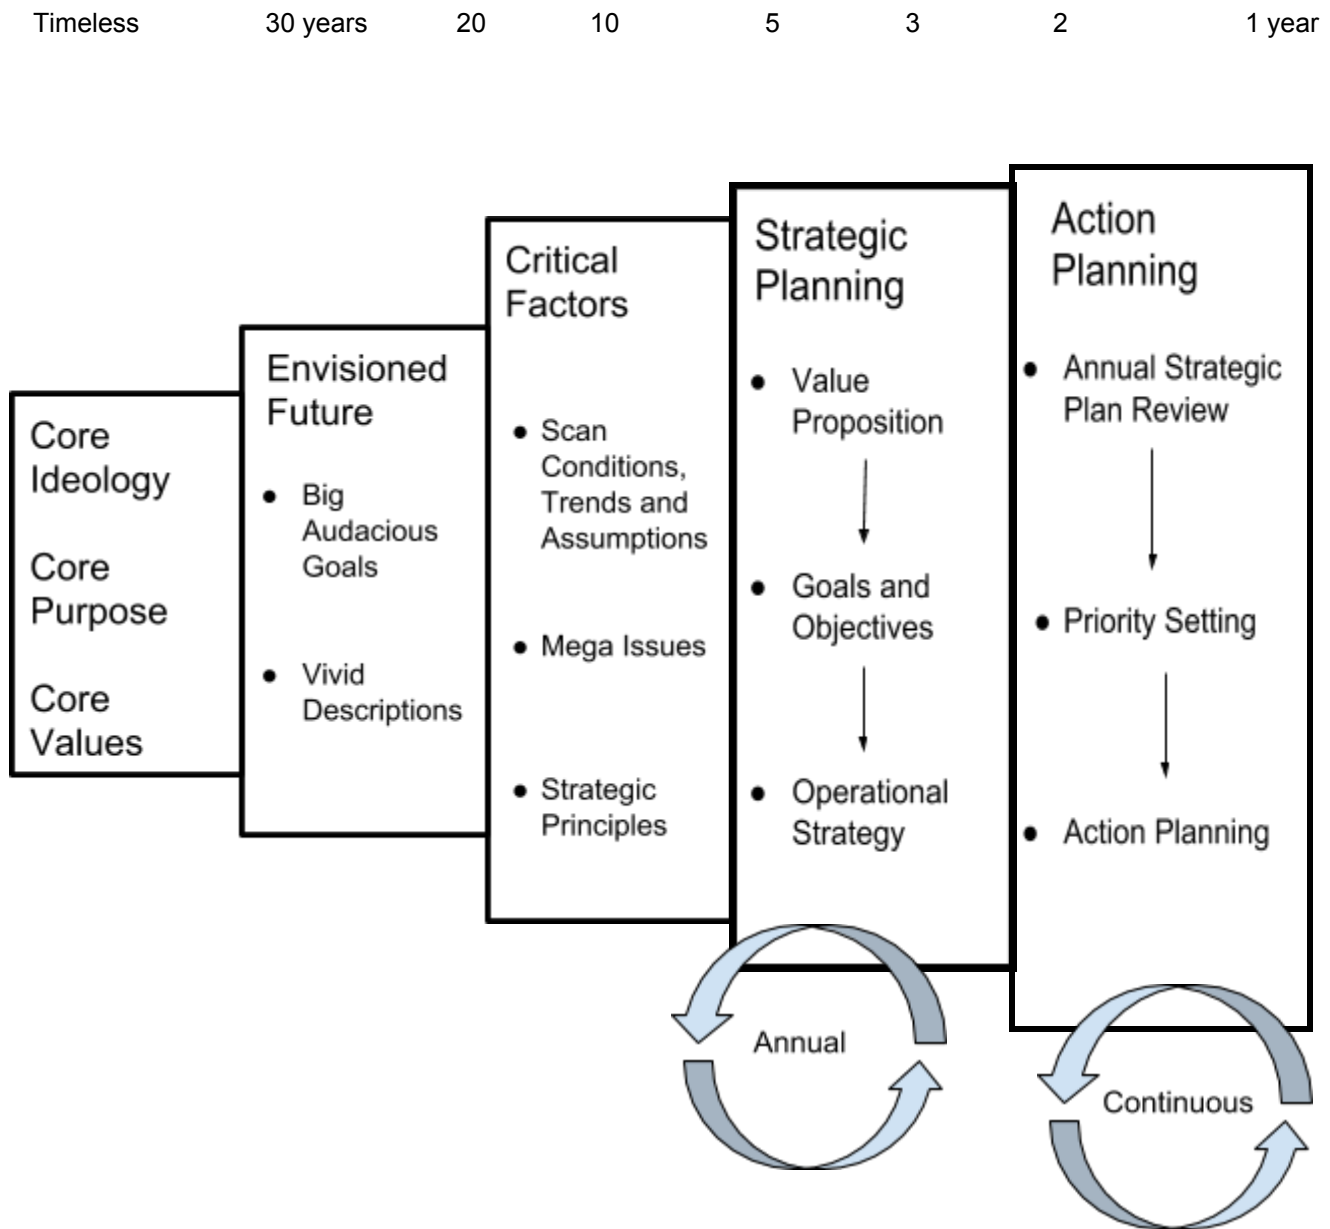 Timeless 30 years 20 10 5 3 2 1 year
Core
Ideology
Core
Purpose
Core
Values
Envisioned
Future
● Big
Audacious
Goals
● Vivid
Descriptions
Critical
Factors
● Scan
Conditions,
Trends and
Assumptions
● Mega Issues
● Strategic
Principles
Strategic
Planning
● Value
Proposition
● Goals and
Objectives
● Operational
Strategy
Action
Planning
● Annual Strategic
Plan Review
● Priority Setting
● Action Planning
Annual
Continuous